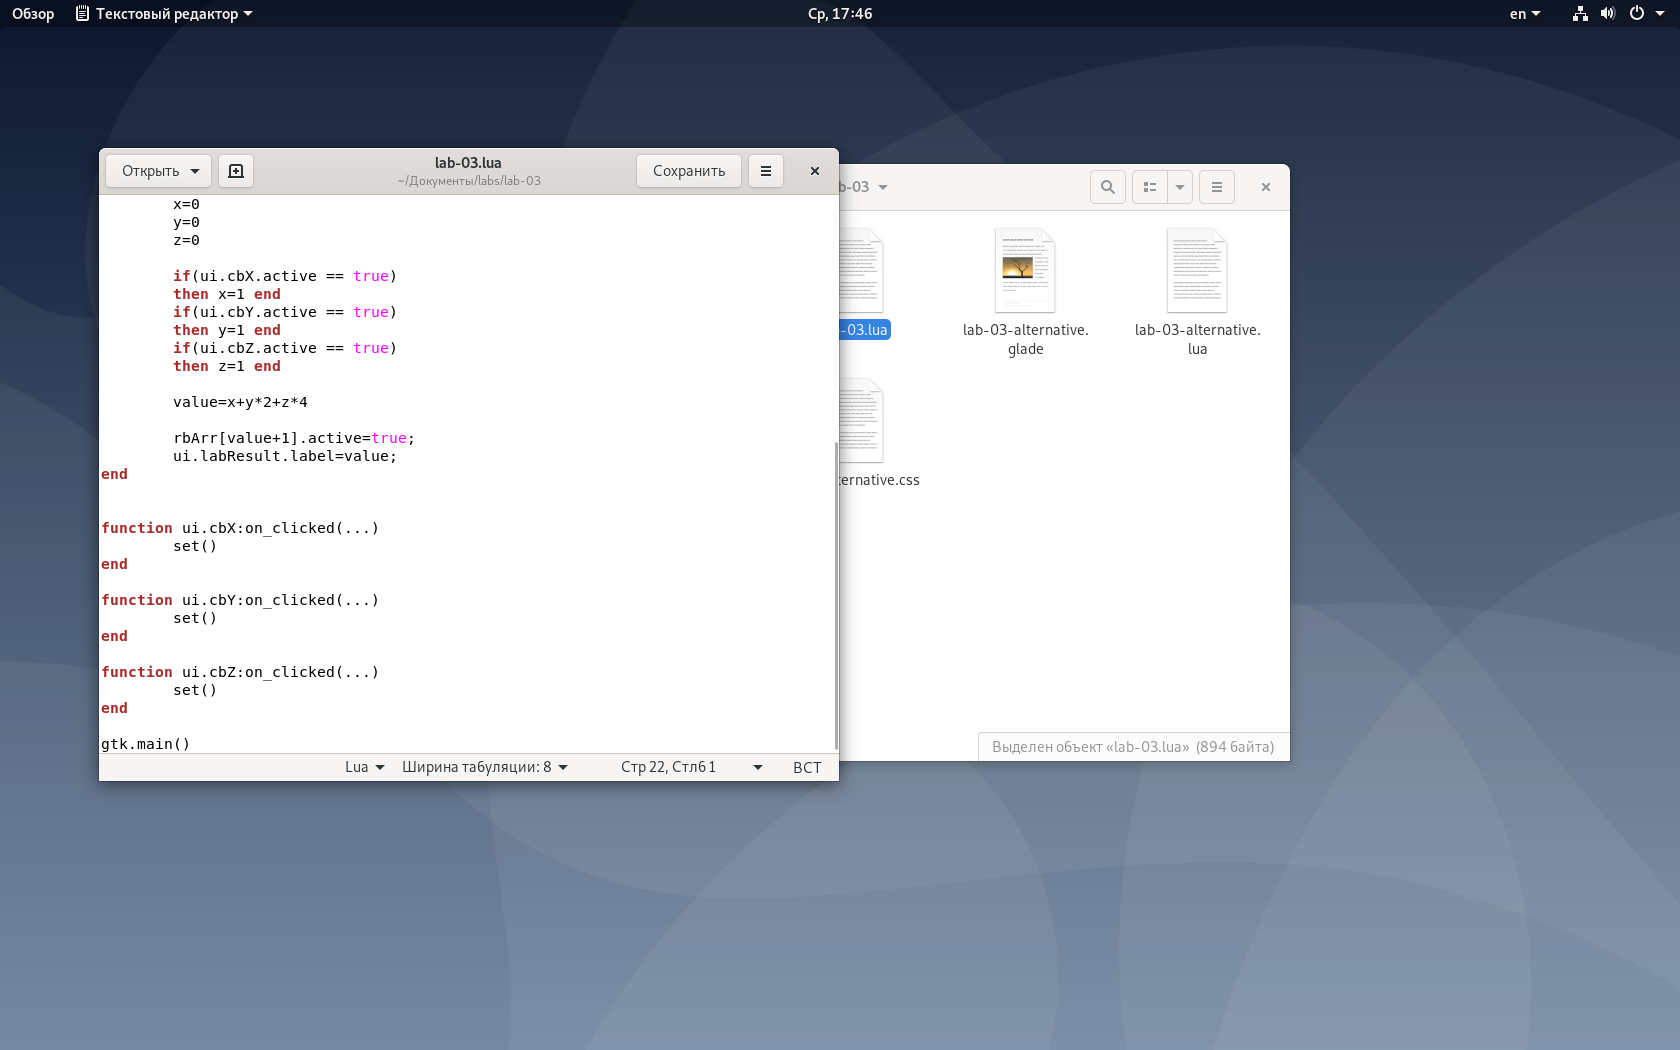 Обзор
Текстовый редактор
Ср, 17:46
en
Открыть
lab-03.lua
~/Документы/labs/lab-03
Сохранить
x=0
y=0
z=0
if(ui.cbX.active == true)
then x=1 end
if(ui.cbY.active == true)
then y=1 end
if(ui.cbZ.active == true)
then z=1 end
value=x+y*2+z*4
rbArr[value+1].active=true;
ui.labResult.label=value;
end
function ui.cbX:on_clicked(...)
set()
end
function ui.cbY:on_clicked(...)
set()
end
function ui.cbZ:on_clicked(...)
set()
end
gtk.main()
Lua
Ширина табуляции: 8
Стр 22, Стлб 1
ВСТ
b-03
-03.lua
lab-03-alternative.
glade
lab-03-alternative.
lua
ternative.css
Выделен объект «lab-03.lua» (894 байта)